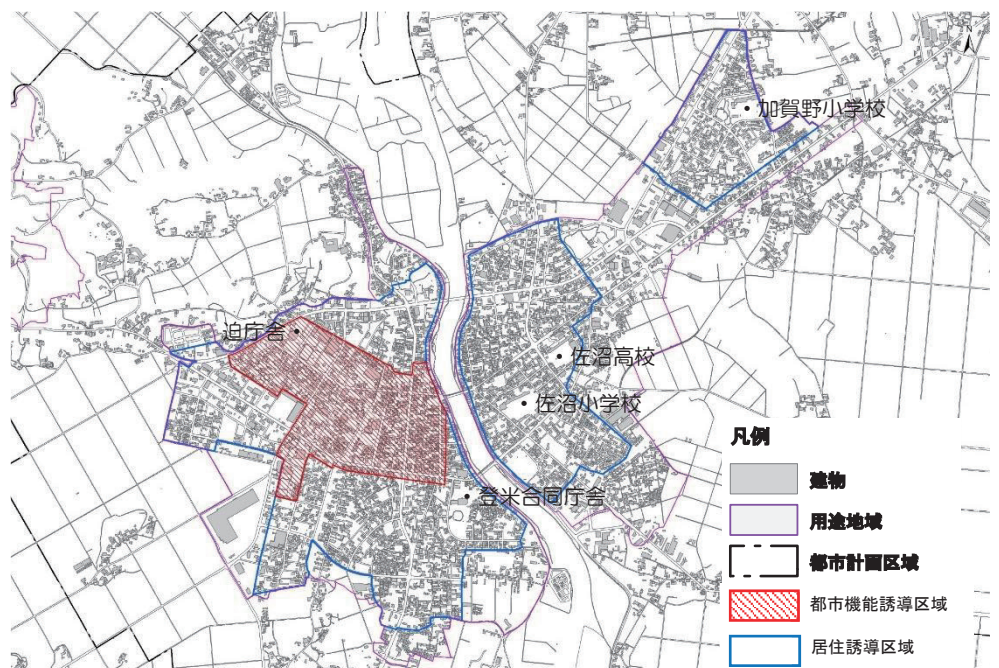 N
加賀野小学校
迫庁舎
佐沼高校
佐沼小学校
登米合同庁舎
凡例
建物
用途地域
都市計画区域
都市機能誘導区域
居住誘導区域